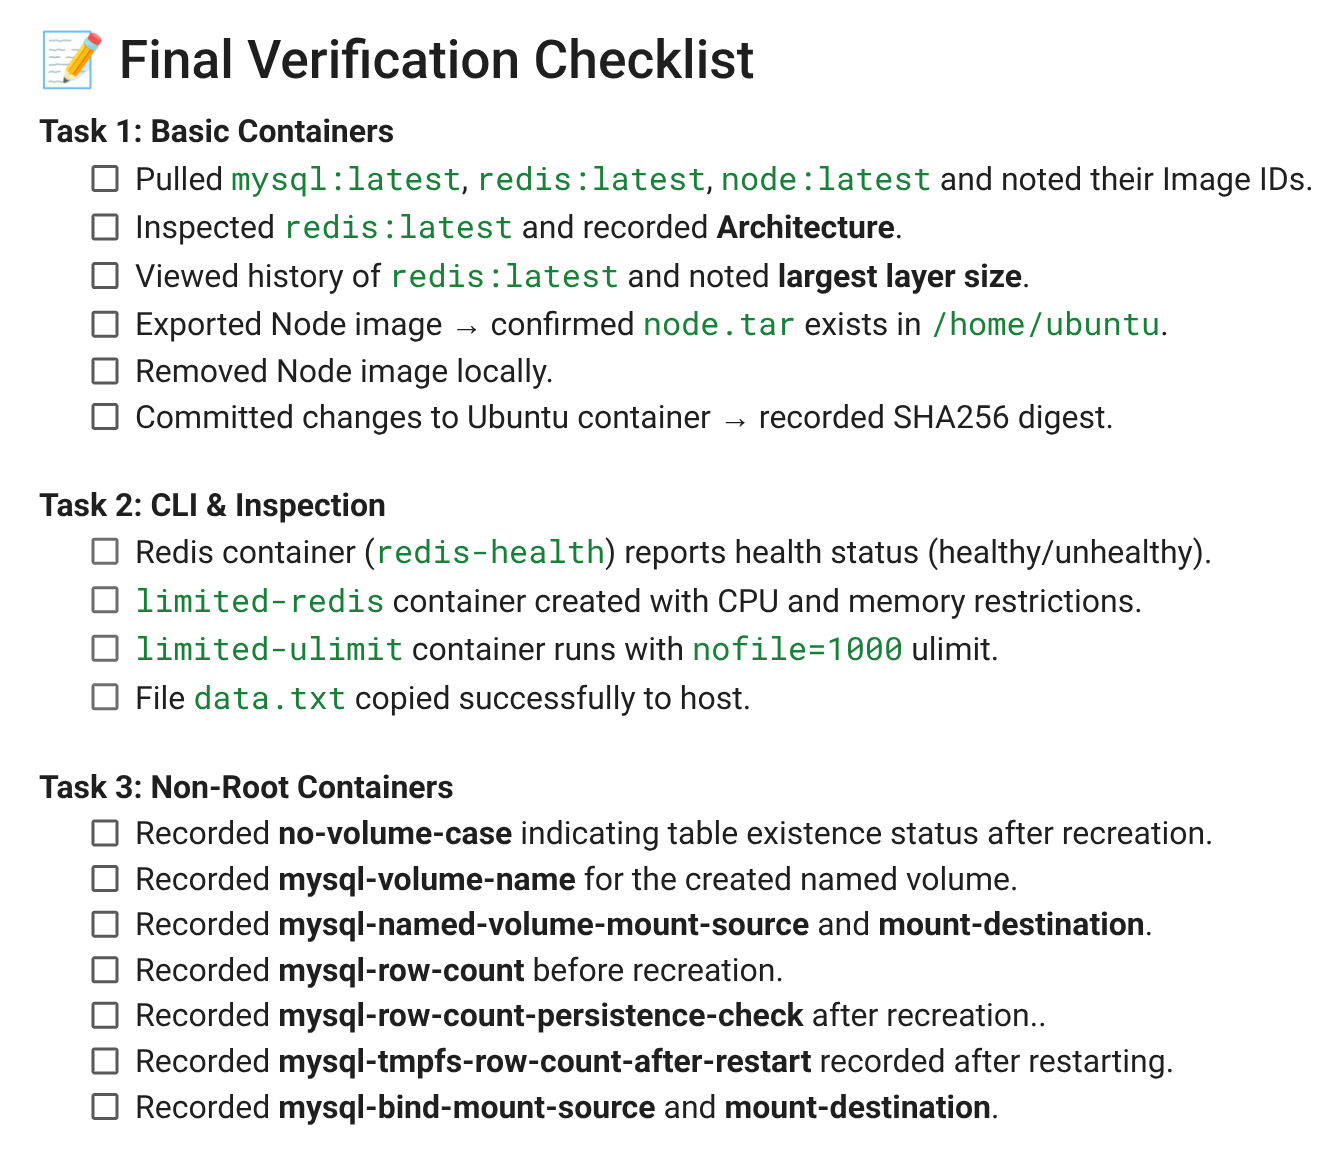 📝 Final Verification Checklist
Task 1: Basic Containers
Pulled mysql:latest, redis:latest, node:latest and noted their Image IDs.
Inspected redis:latest and recorded Architecture.
Viewed history of redis:latest and noted largest layer size.
Exported Node image → confirmed node.tar exists in /home/ubuntu.
Removed Node image locally.
Committed changes to Ubuntu container → recorded SHA256 digest.
Task 2: CLI & Inspection
Redis container (redis-health) reports health status (healthy/unhealthy).
limited-redis container created with CPU and memory restrictions.
limited-ulimit container runs with nofile=1000 ulimit.
File data.txt copied successfully to host.
Task 3: Non-Root Containers
Recorded no-volume-case indicating table existence status after recreation.
Recorded mysql-volume-name for the created named volume.
Recorded mysql-named-volume-mount-source and mount-destination.
Recorded mysql-row-count before recreation.
Recorded mysql-row-count-persistence-check after recreation..
Recorded mysql-tmpfs-row-count-after-restart recorded after restarting.
Recorded mysql-bind-mount-source and mount-destination.